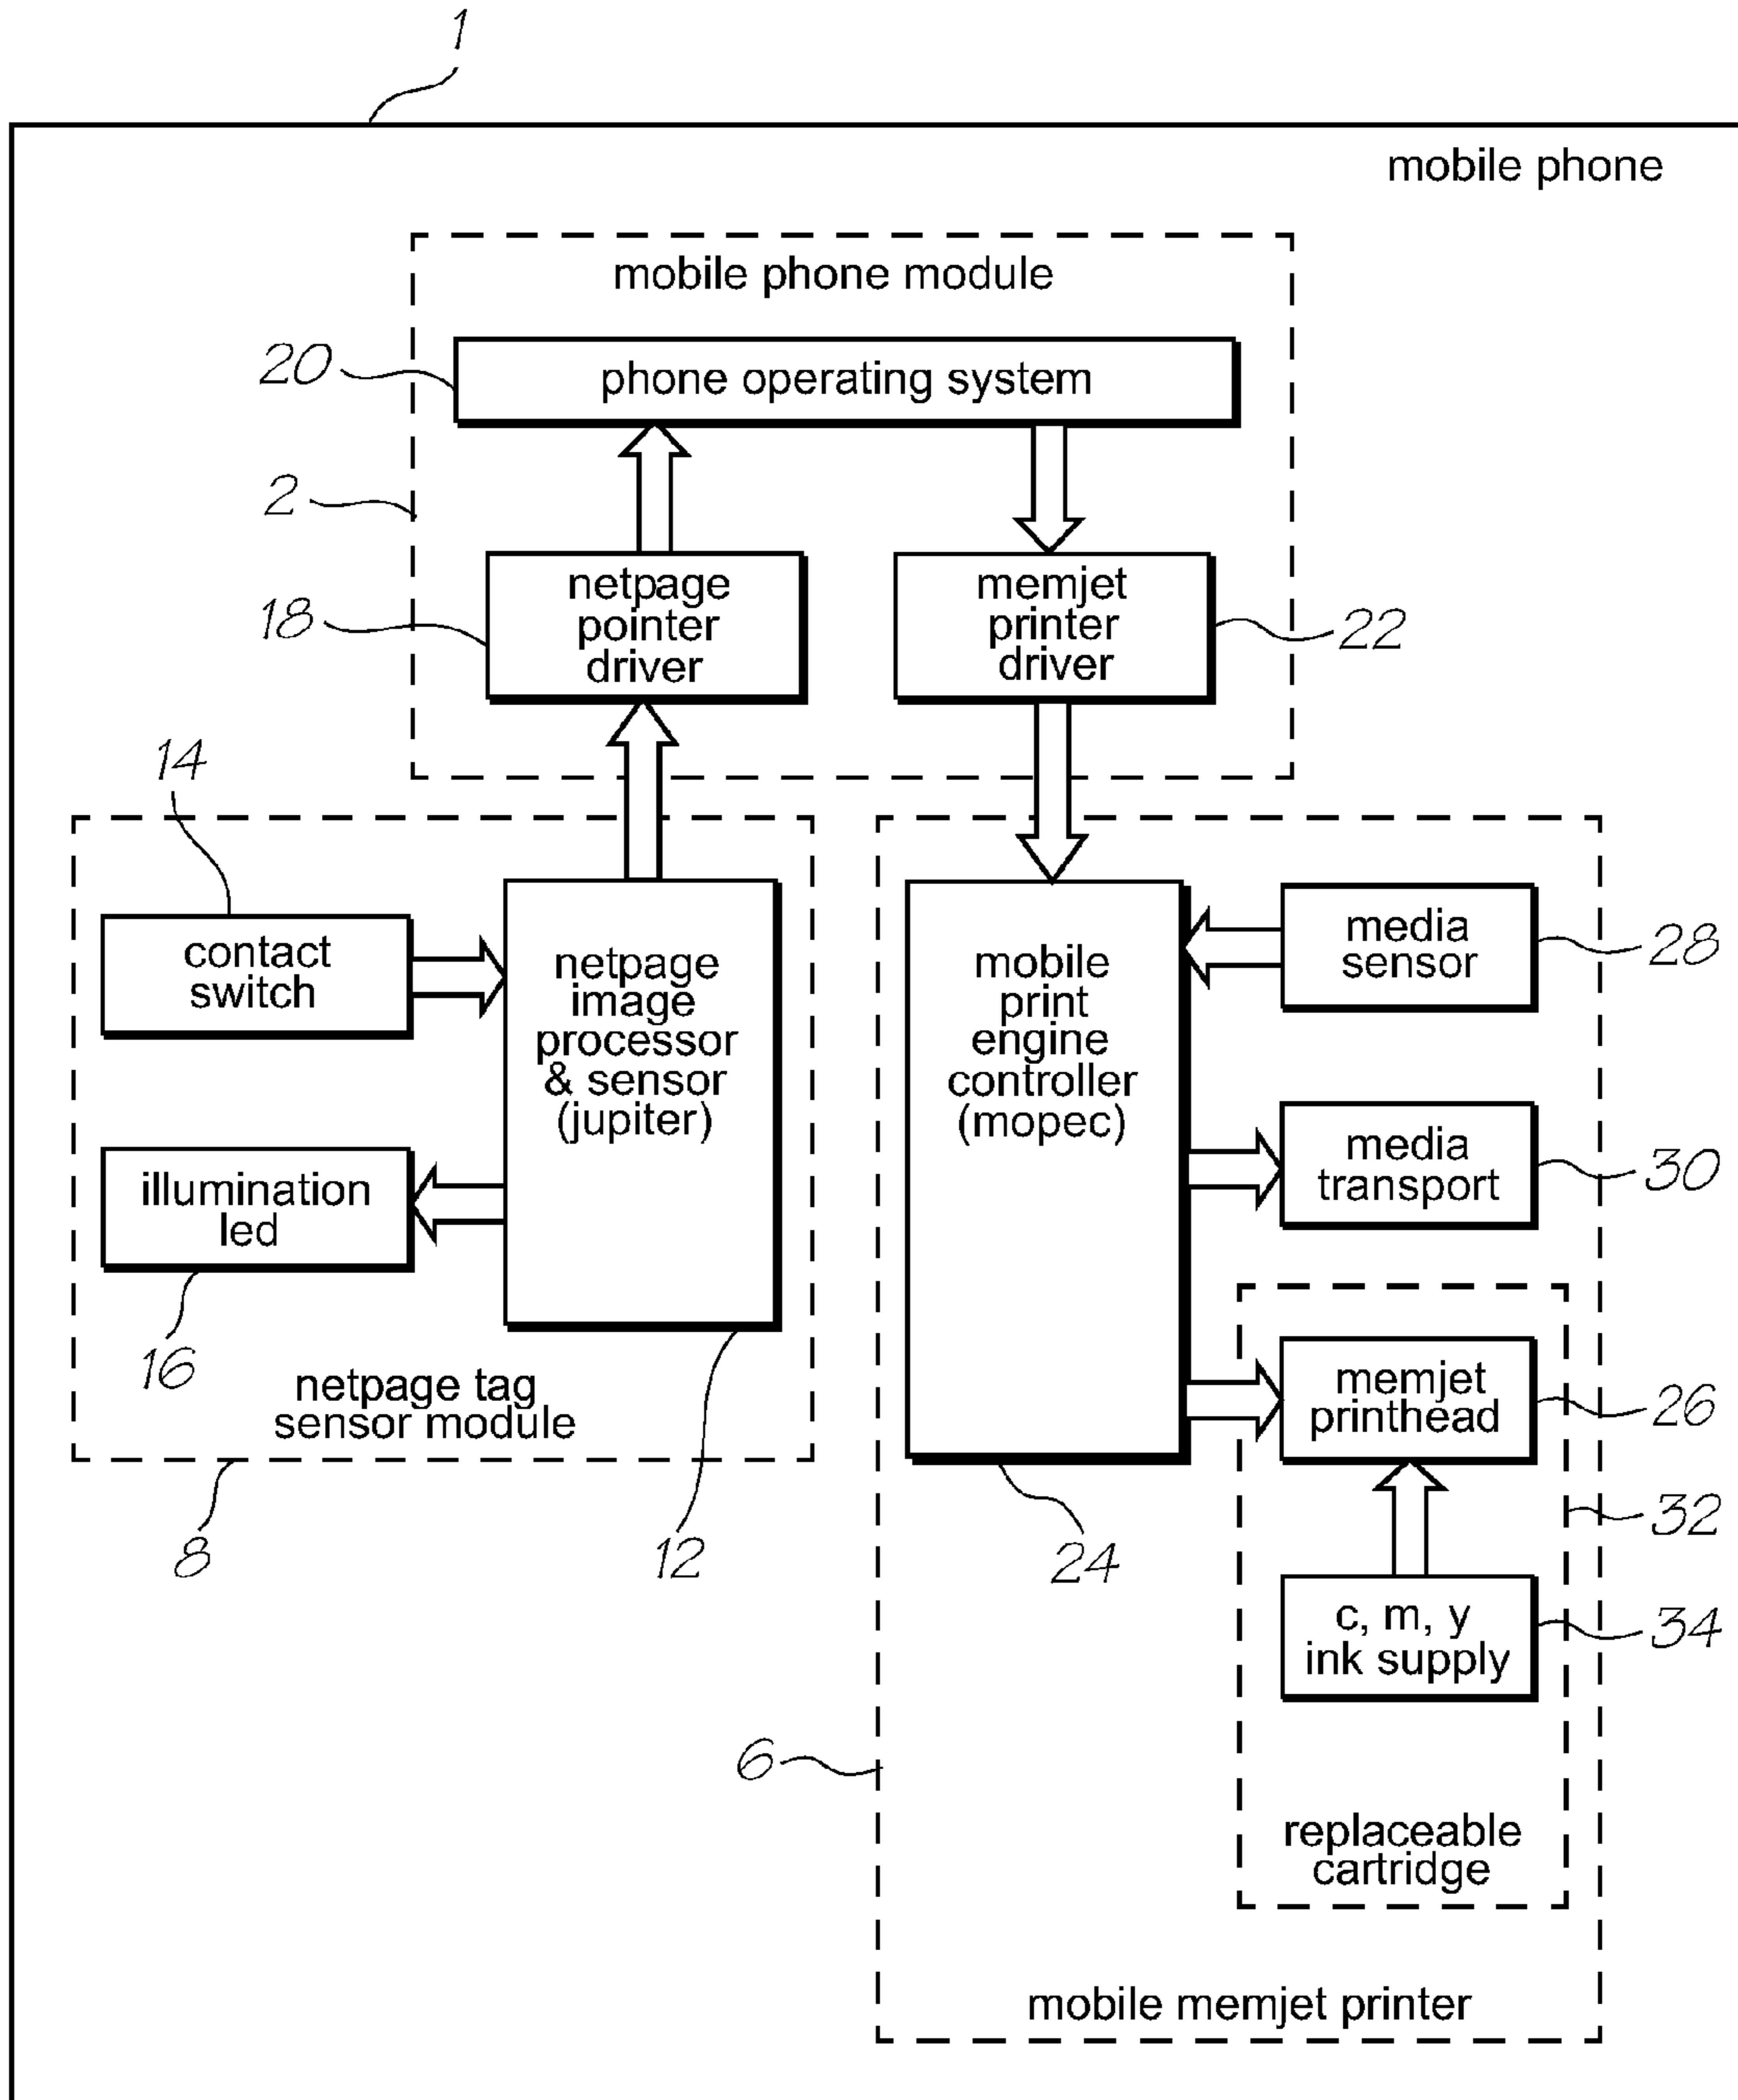 1
mobile phone
mobile phone module
20
phone operating system
2
netpage
pointer
driver
18
memjet
printer
driver
22
14
contact
switch
netpage
image
processor
& sensor
(jupiter)
illumination
led
16
netpage tag
sensor module
8
12
mobile
print
engine
controller
(mopec)
media
sensor
28
media
transport
30
memjet
printhead
26
32
24
c, m, y
ink supply
34
6
replaceable
cartridge
mobile memjet printer